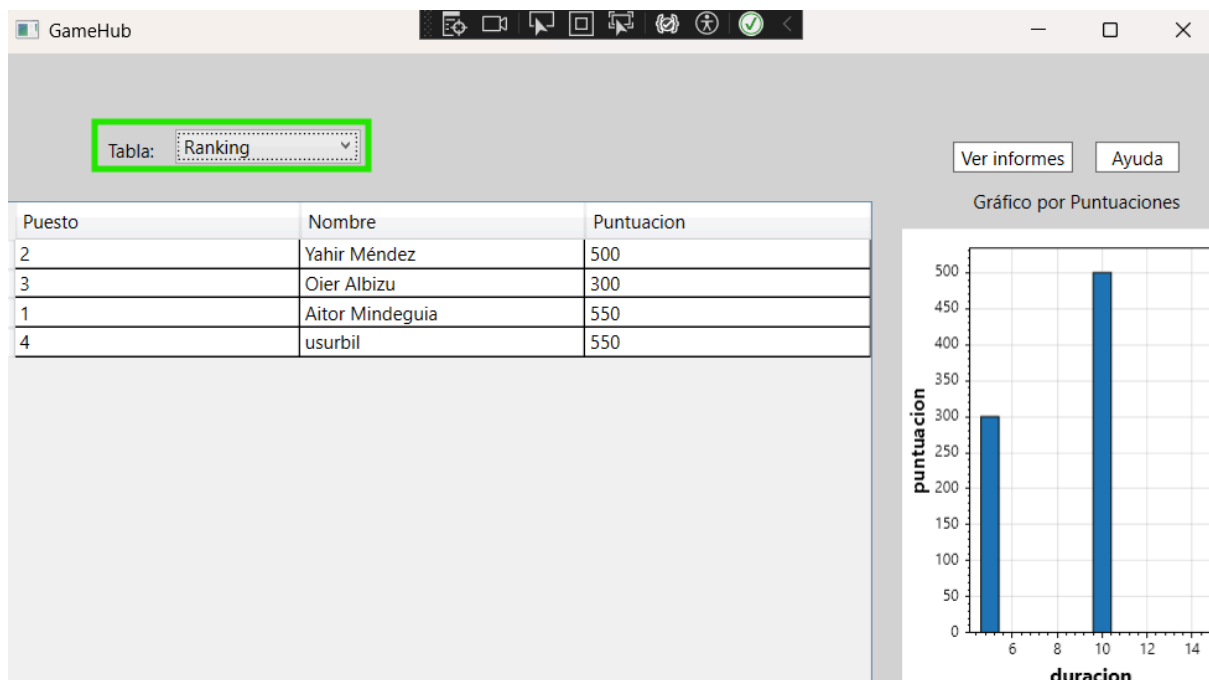 GameHub
Tabla: Ranking
Ver informes Ayuda
Gráfico por Puntuaciones
Puesto Nombre Puntuacion
2 Yahir Méndez 500
3 Oier Albizu 300
1 Aitor Mindeguia 550
4 usurbil 550
500
450
400
350
300
250
200
150
100
50
0
puntuacion
6 8 10 12 14
duracion